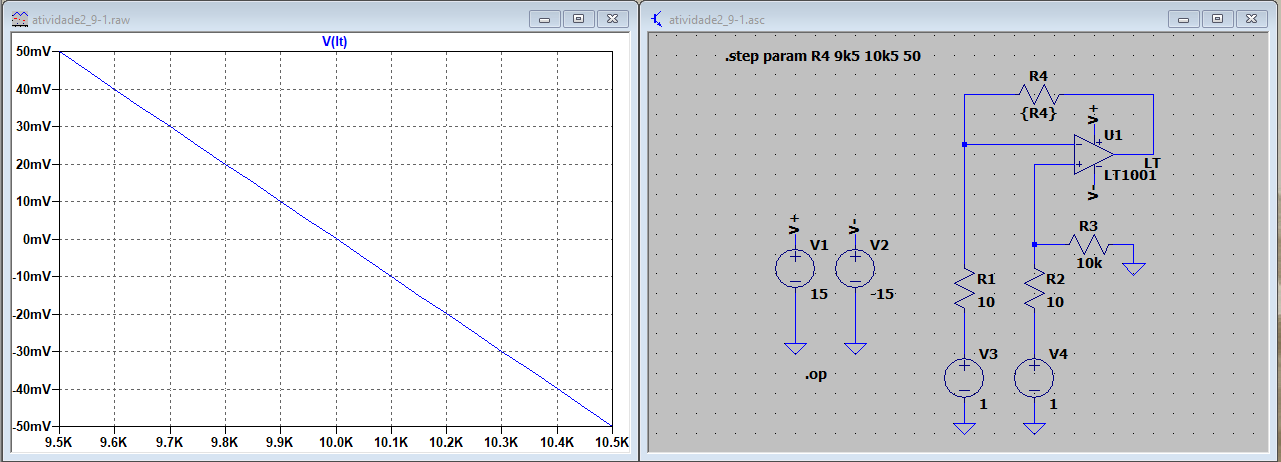 atividade2_9-1.raw
V(lt)
50mV
40mV
30mV
20mV
10mV
0mV
-10mV
-20mV
-30mV
-40mV
-50mV
9.5K 9.6K 9.7K 9.8K 9.9K 10.0K 10.1K 10.2K 10.3K 10.4K 10.5K
atividade2_9-1.asc
.step param R4 9k5 10k5 50
R4
{R4}
V+
U1
LT
LT1001
V-
R3
10k
V+
V1
15
V-
V2
-15
R1
10
R2
10
.op
V3
1
V4
1